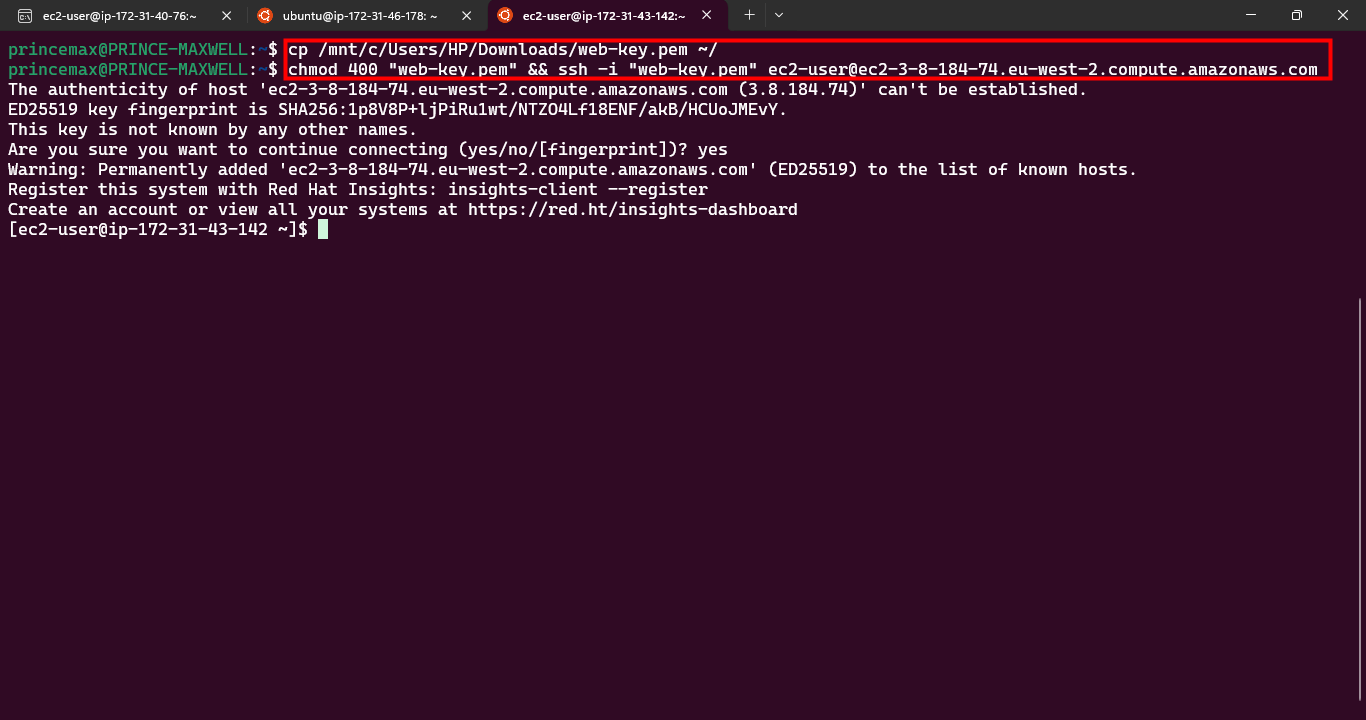 ec2-user@ip-172-31-40-76:~
ubuntu@ip-172-31-46-178: ~
ec2-user@ip-172-31-43-142:~
princemax@PRINCE-MAXWELL:~$ cp /mnt/c/Users/HP/Downloads/web-key.pem ~/
princemax@PRINCE-MAXWELL:~$ chmod 400 "web-key.pem" && ssh -i "web-key.pem" ec2-user@ec2-3-8-184-74.eu-west-2.compute.amazonaws.com
The authenticity of host 'ec2-3-8-184-74.eu-west-2.compute.amazonaws.com (3.8.184.74)' can't be established.
ED25519 key fingerprint is SHA256:1p8V8P+ljPiRu1wt/NTZO4Lf18ENF/akB/HCUoJMEvY.
This key is not known by any other names.
Are you sure you want to continue connecting (yes/no/[fingerprint])? yes
Warning: Permanently added 'ec2-3-8-184-74.eu-west-2.compute.amazonaws.com' (ED25519) to the list of known hosts.
Register this system with Red Hat Insights: insights-client --register
Create an account or view all your systems at https://red.ht/insights-dashboard
[ec2-user@ip-172-31-43-142 ~]$